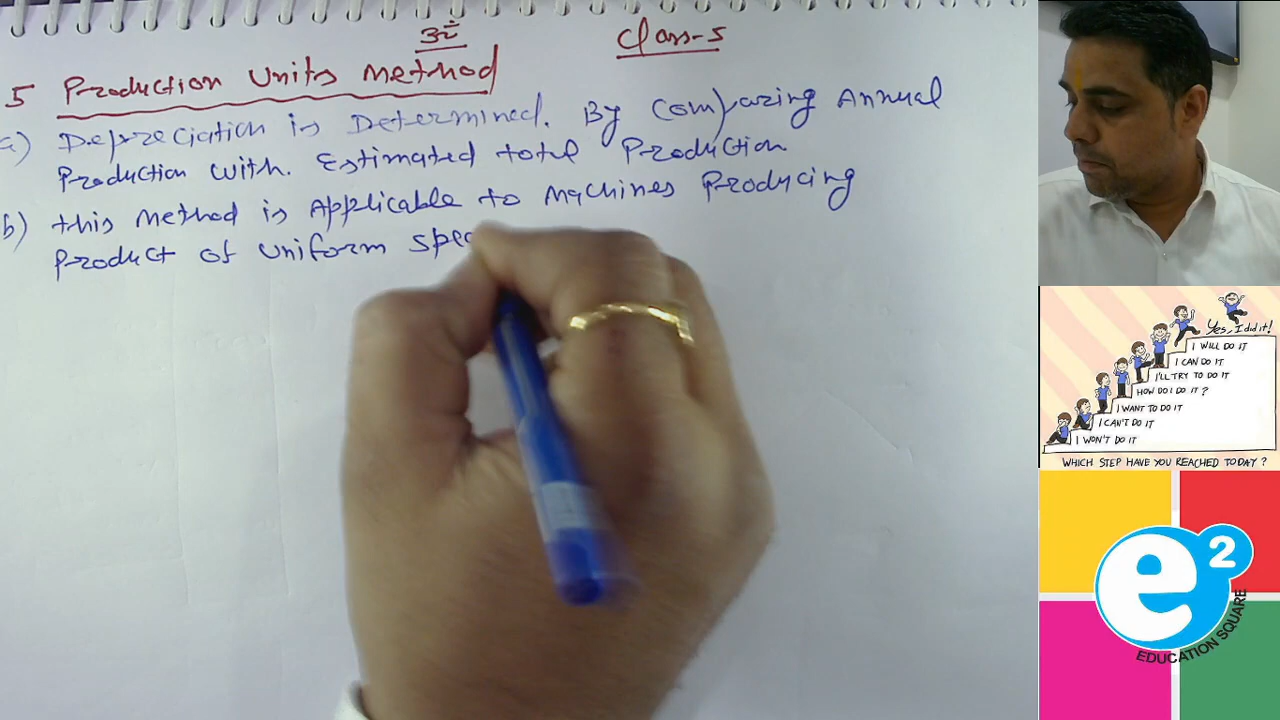 Class-5
5 Production Units Method
a) Depreciation is Determined. By Comparing Annual
Production with. Estimated total Production
b) this Method is Applicable to Machines Producing
product of uniform spec
Yes, I did it!
I WILL DO IT
I CAN DO IT
I'LL TRY TO DO IT
HOW DO I DO IT?
I WANT TO DO IT
I CAN'T DO IT
I WON'T DO IT
WHICH STEP HAVE YOU REACHED TODAY?
e2
EDUCATION SQUARE